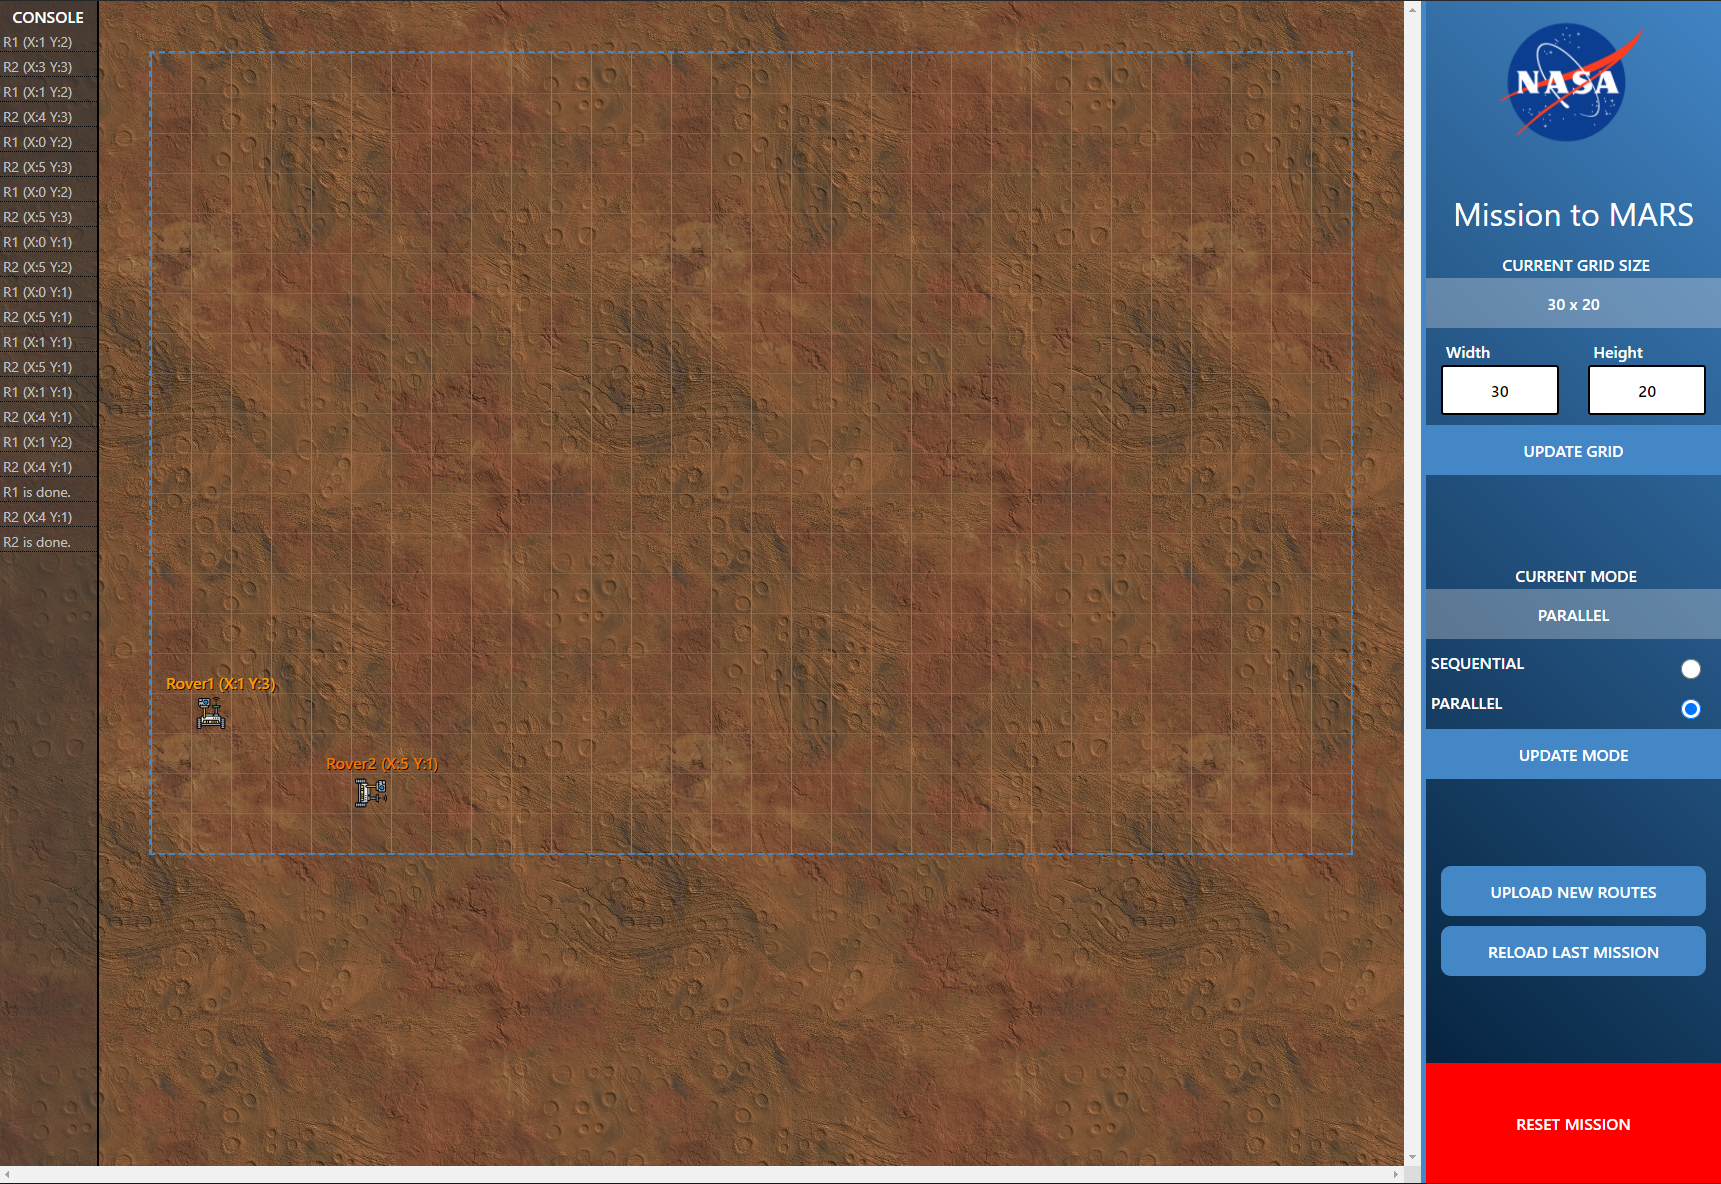 CONSOLE
R1 (X:1 Y:2)
R2 (X:3 Y:3)
R1 (X:1 Y:2)
R2 (X:4 Y:3)
R1 (X:0 Y:2)
R2 (X:5 Y:3)
R1 (X:0 Y:2)
R2 (X:5 Y:3)
R1 (X:0 Y:1)
R2 (X:5 Y:2)
R1 (X:0 Y:1)
R2 (X:5 Y:1)
R1 (X:1 Y:1)
R2 (X:5 Y:1)
R1 (X:1 Y:1)
R2 (X:4 Y:1)
R1 (X:1 Y:2)
R2 (X:4 Y:1)
R1 is done.
R2 (X:4 Y:1)
R2 is done.
Rover1 (X:1 Y:3)
Rover2 (X:5 Y:1)
NASA
Mission to MARS
CURRENT GRID SIZE
30 x 20
Width Height
30 20
UPDATE GRID
CURRENT MODE
PARALLEL
SEQUENTIAL
PARALLEL
UPDATE MODE
UPLOAD NEW ROUTES
RELOAD LAST MISSION
RESET MISSION